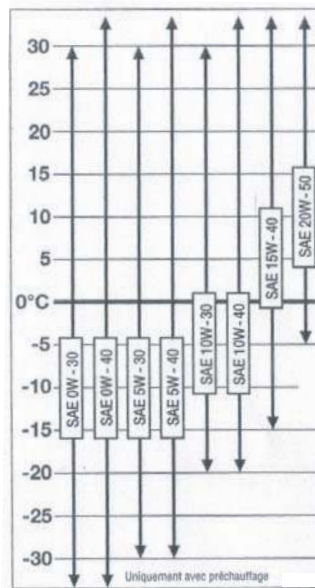 30
25
20
15
10
5
0°C
-5
-10
-15
-20
-25
-30
SAE 0W - 30
SAE 0W - 40
SAE 5W - 30
SAE 5W - 40
SAE 10W - 30
SAE 10W - 40
SAE 15W - 40
SAE 20W - 50
Uniquement avec préchauffage